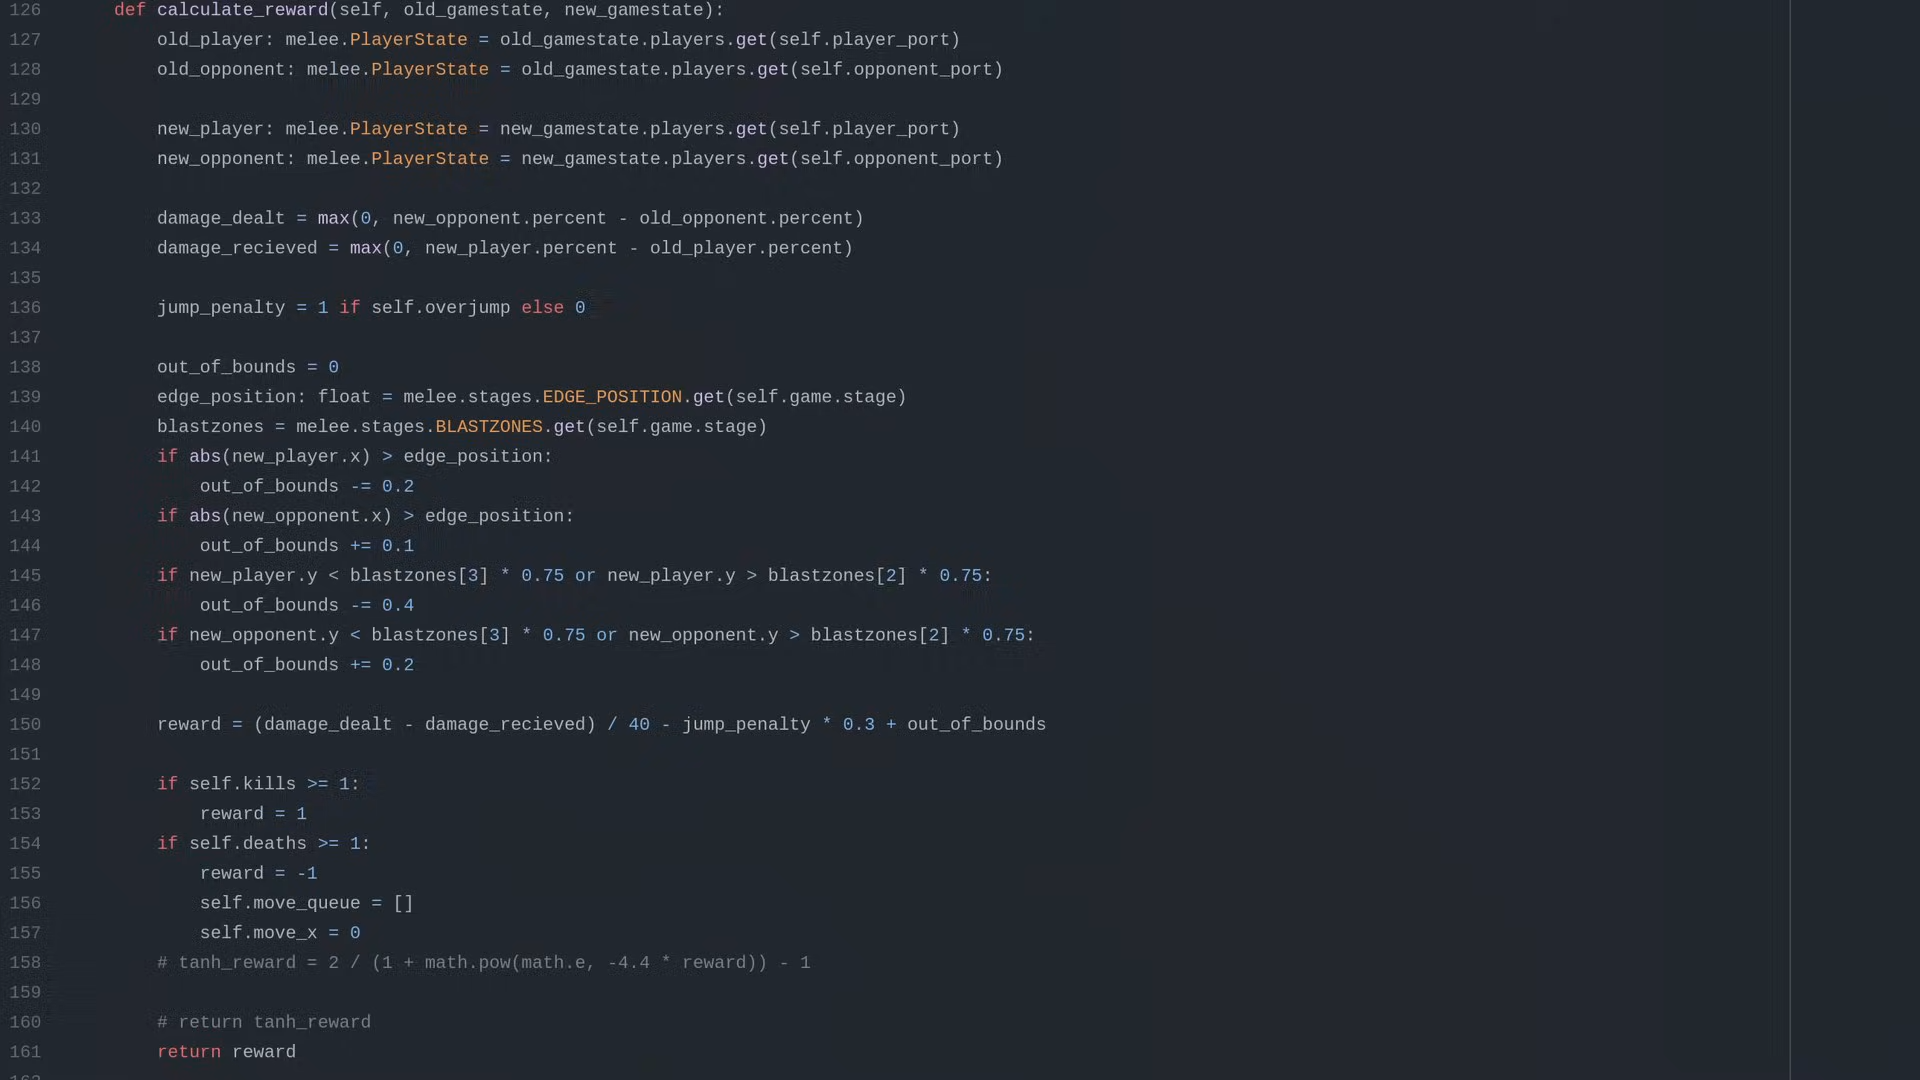 126 def calculate_reward(self, old_gamestate, new_gamestate):
127 old_player: melee.PlayerState = old_gamestate.players.get(self.player_port)
128 old_opponent: melee.PlayerState = old_gamestate.players.get(self.opponent_port)
129
130 new_player: melee.PlayerState = new_gamestate.players.get(self.player_port)
131 new_opponent: melee.PlayerState = new_gamestate.players.get(self.opponent_port)
132
133 damage_dealt = max(0, new_opponent.percent - old_opponent.percent)
134 damage_recieved = max(0, new_player.percent - old_player.percent)
135
136 jump_penalty = 1 if self.overjump else 0
137
138 out_of_bounds = 0
139 edge_position: float = melee.stages.EDGE_POSITION.get(self.game.stage)
140 blastzones = melee.stages.BLASTZONES.get(self.game.stage)
141 if abs(new_player.x) > edge_position:
142 out_of_bounds -= 0.2
143 if abs(new_opponent.x) > edge_position:
144 out_of_bounds += 0.1
145 if new_player.y < blastzones[3] * 0.75 or new_player.y > blastzones[2] * 0.75:
146 out_of_bounds -= 0.4
147 if new_opponent.y < blastzones[3] * 0.75 or new_opponent.y > blastzones[2] * 0.75:
148 out_of_bounds += 0.2
149
150 reward = (damage_dealt - damage_recieved) / 40 - jump_penalty * 0.3 + out_of_bounds
151
152 if self.kills >= 1:
153 reward = 1
154 if self.deaths >= 1:
155 reward = -1
156 self.move_queue = []
157 self.move_x = 0
158 # tanh_reward = 2 / (1 + math.pow(math.e, -4.4 * reward)) - 1
159
160 # return tanh_reward
161 return reward